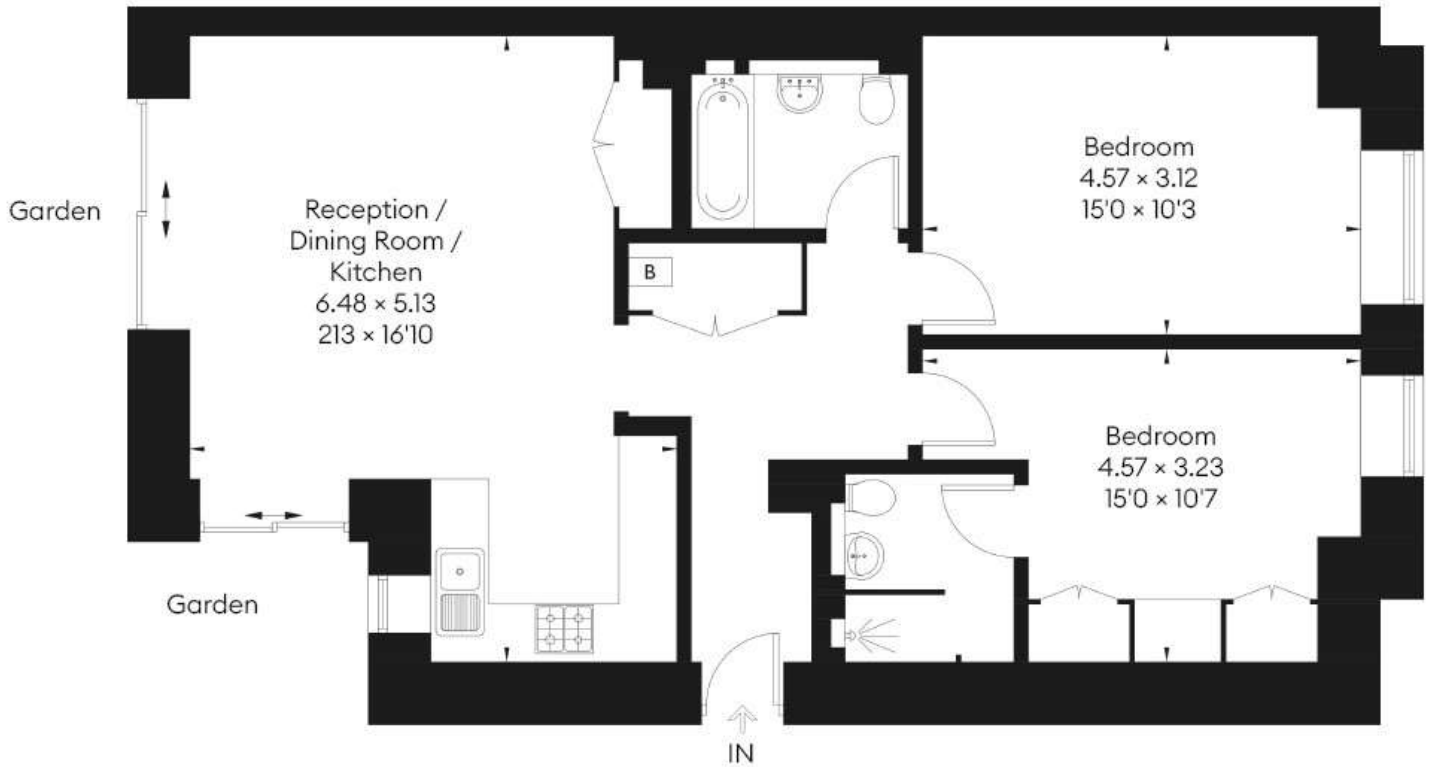 Garden
Reception /
Dining Room /
Kitchen
6.48 × 5.13
213 × 16'10
B
Bedroom
4.57 × 3.12
15'0 × 10'3
Bedroom
4.57 × 3.23
15'0 × 10'7
Garden
IN